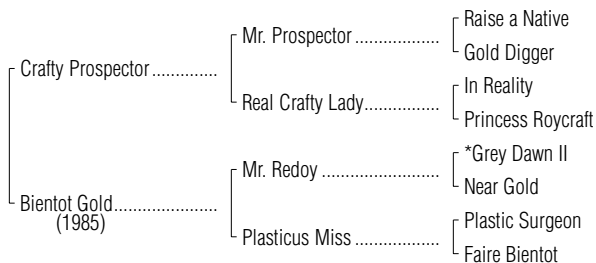 Raise a Native
Mr. Prospector ...............
Gold Digger
Crafty Prospector .............
In Reality
Real Crafty Lady ................
Princess Roycraft
*Grey Dawn II
Mr. Redoy ......................
Near Gold
Bientot Gold .....................
(1985)
Plastic Surgeon
Plasticus Miss ................
Faire Bientot